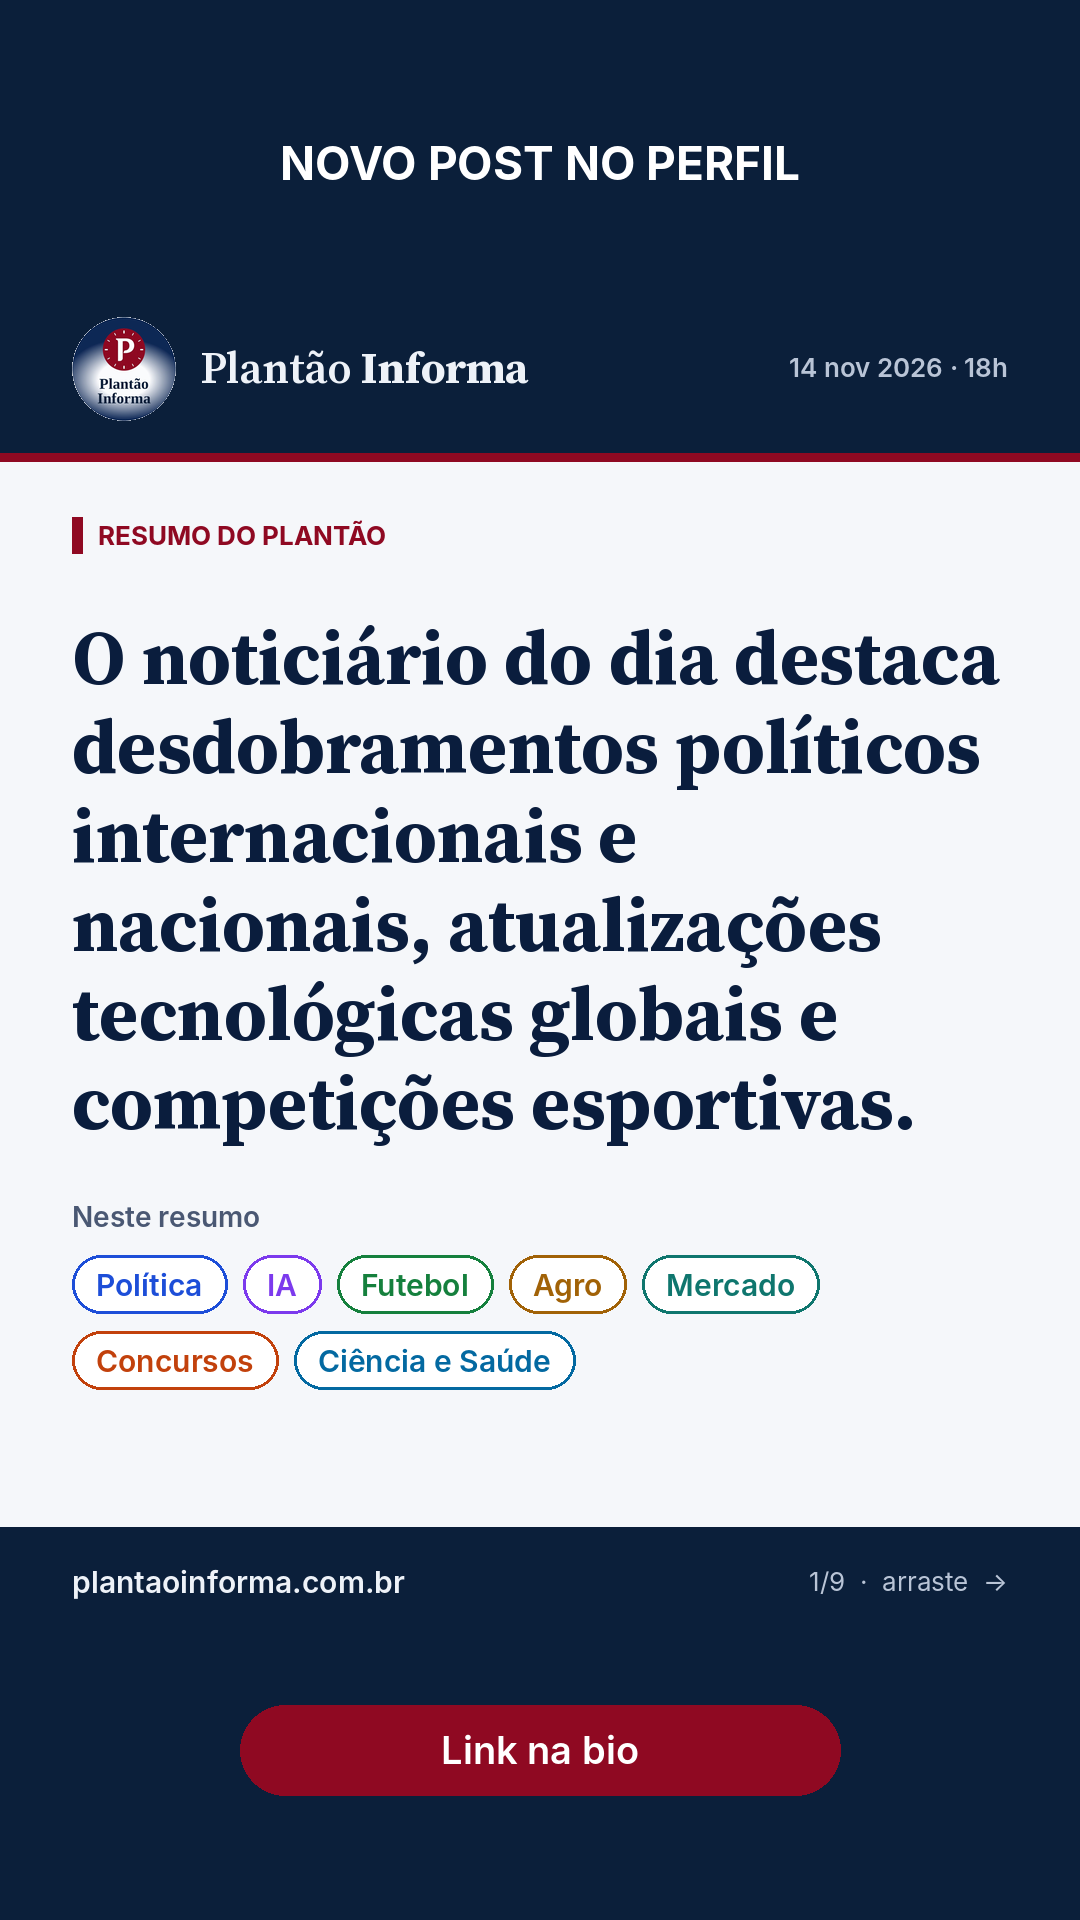 NOVO POST NO PERFIL
P
Plantão
Informa
Plantão Informa
14 nov 2026 · 18h
RESUMO DO PLANTÃO
O noticiário do dia destaca
desdobramentos políticos
internacionais e
nacionais, atualizações
tecnológicas globais e
competições esportivas.
Neste resumo
Política
IA
Futebol
Agro
Mercado
Concursos
Ciência e Saúde
plantaoinforma.com.br
1/9 · arraste →
Link na bio